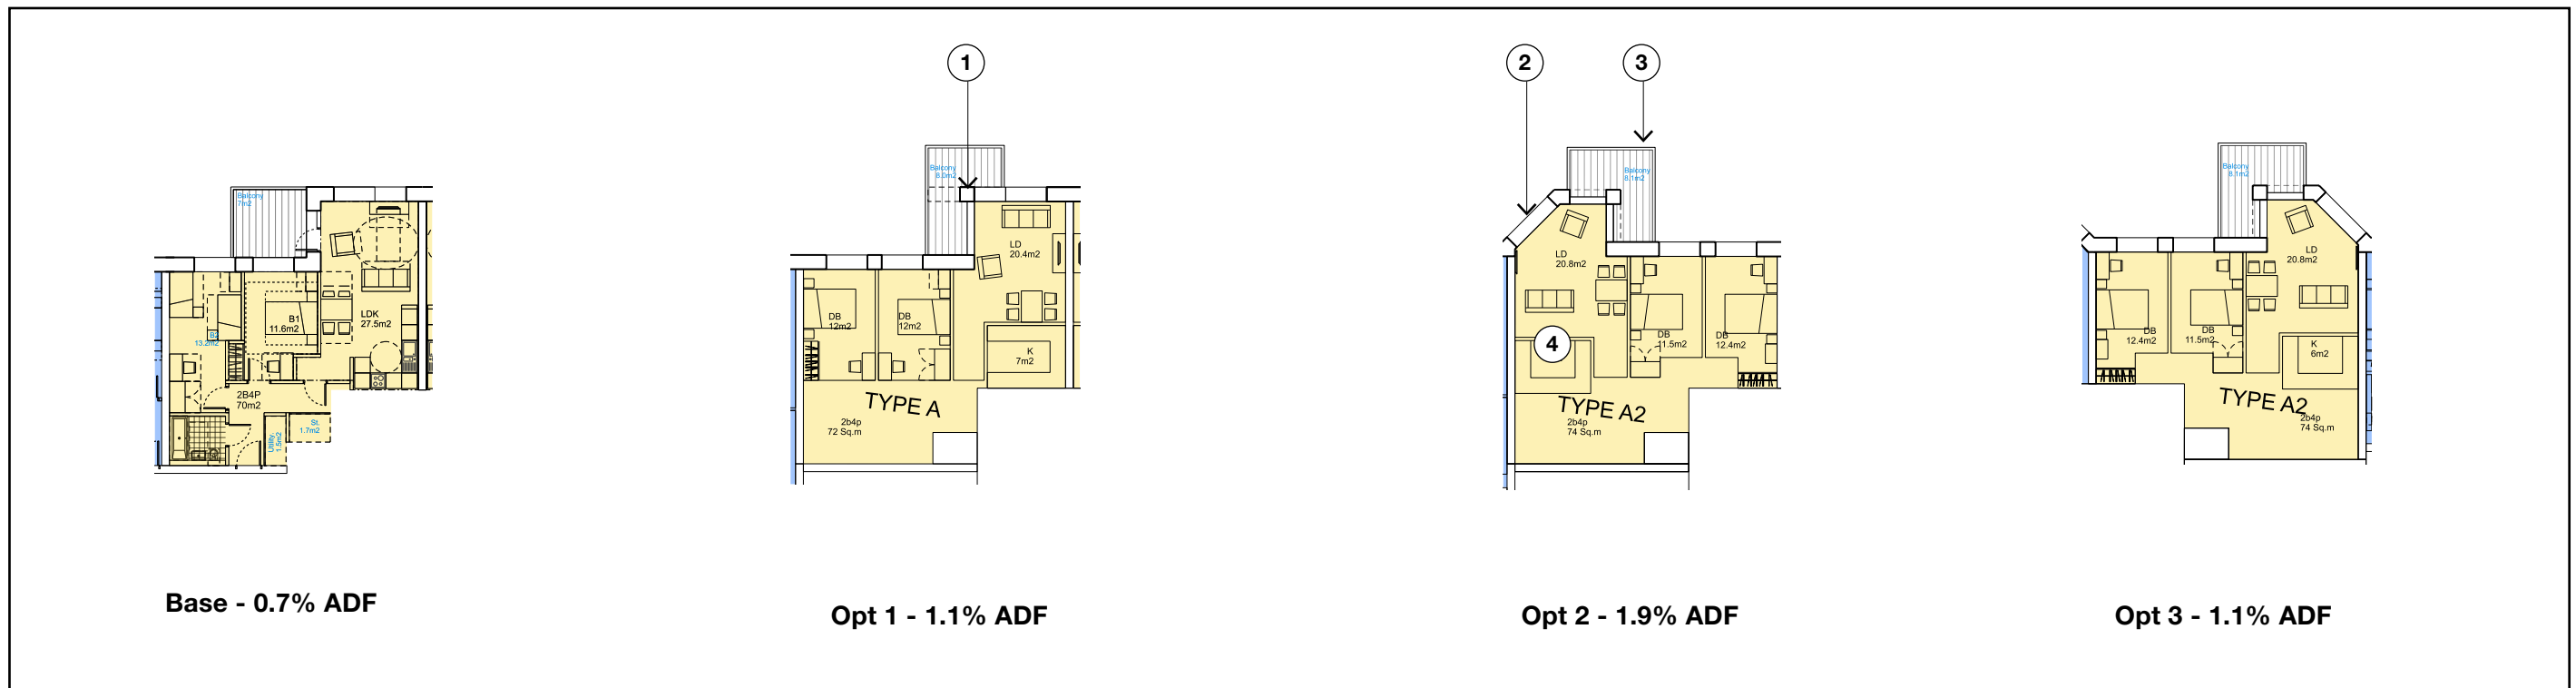 1
2
3
Balcony
7m2
B1
11.6m2
B2
13.2m2
LDK
27.5m2
2B4P
70m2
St.
1.7m2
Utility
1.5m2
Base - 0.7% ADF
Balcony
8.0m2
LD
20.4m2
DB
12m2
DB
12m2
K
7m2
TYPE A
2b4p
72 Sq.m
Opt 1 - 1.1% ADF
Balcony
8.1m2
LD
20.8m2
DB
11.5m2
DB
12.4m2
4
TYPE A2
2b4p
74 Sq.m
Opt 2 - 1.9% ADF
Balcony
8.1m2
LD
20.8m2
DB
12.4m2
DB
11.5m2
K
6m2
TYPE A2
2b4p
74 Sq.m
Opt 3 - 1.1% ADF